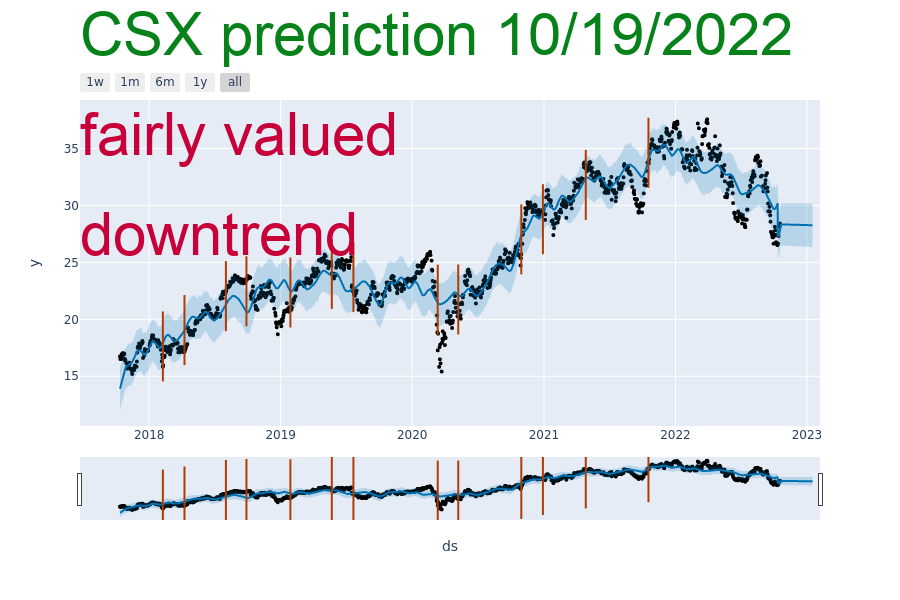 CSX prediction 10/19/2022
1w 1m 6m 1y all
fairly valued
35
30
downtrend
25
y
20
15
2018 2019 2020 2021 2022 2023
ds